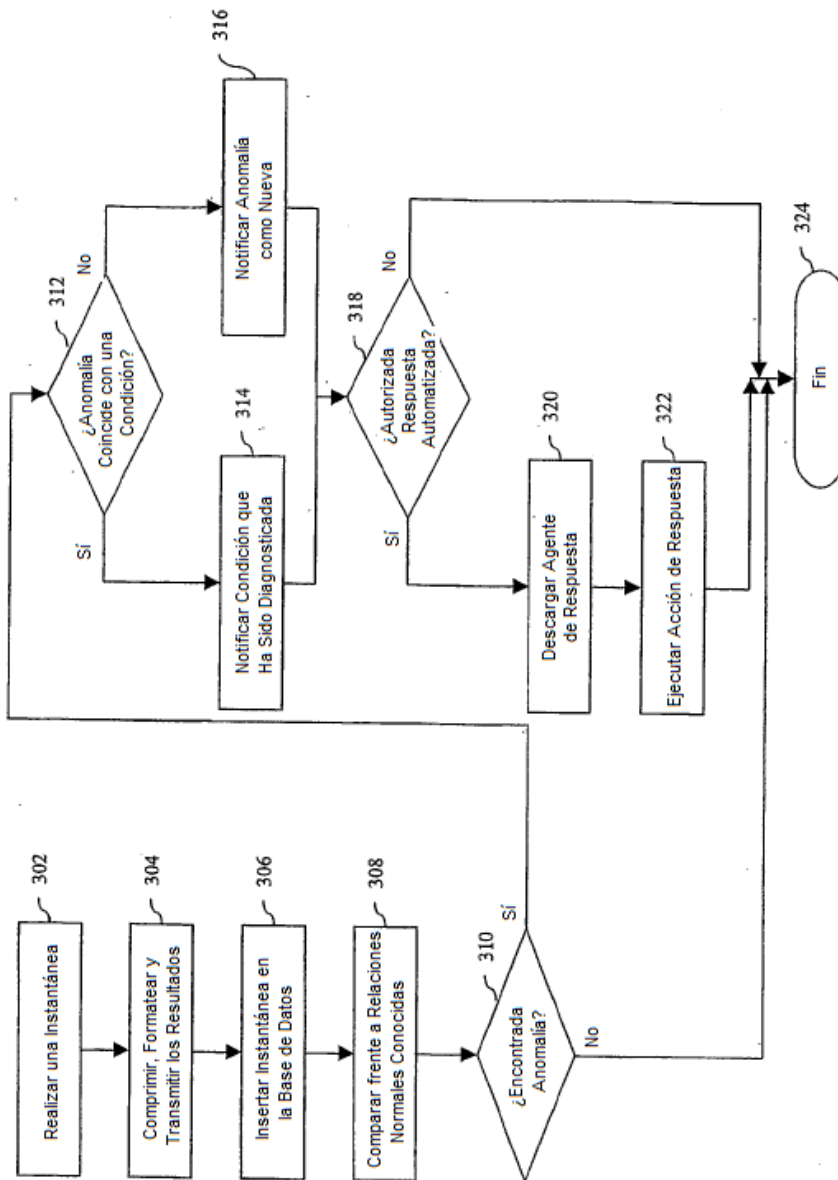 302
Realizar una Instantánea
304
Comprimir, Formatear y
Transmitir los Resultados
306
Insertar Instantánea en
la Base de Datos
308
Comparar frente a Relaciones
Normales Conocidas
310
¿Encontrada
Anomalía?
Sí
No
312
¿Anomalía
Coincide con una
Condición?
Sí
No
314
Notificar Condición que
Ha Sido Diagnosticada
316
Notificar Anomalía
como Nueva
318
¿Autorizada
Respuesta
Automatizada?
Sí
No
320
Descargar Agente
de Respuesta
322
Ejecutar Acción de Respuesta
324
Fin